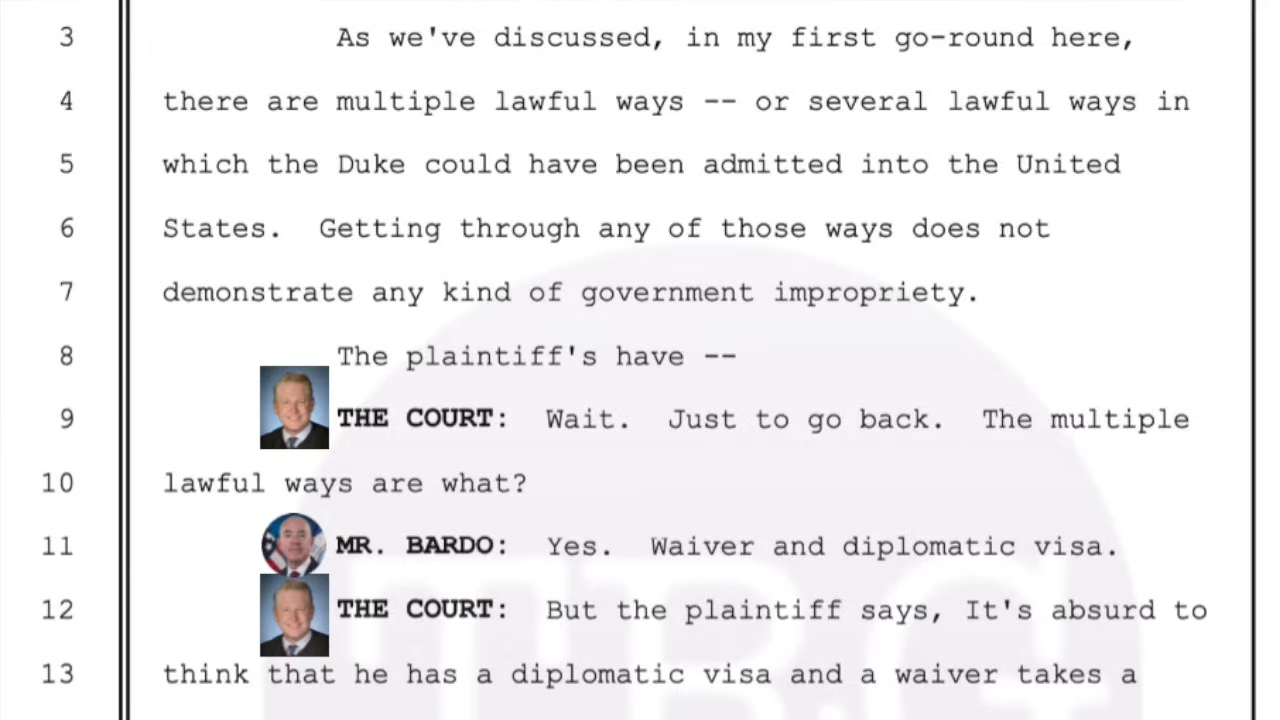 3 As we've discussed, in my first go-round here,
4 there are multiple lawful ways -- or several lawful ways in
5 which the Duke could have been admitted into the United
6 States. Getting through any of those ways does not
7 demonstrate any kind of government impropriety.
8 The plaintiff's have --
9 THE COURT: Wait. Just to go back. The multiple
10 lawful ways are what?
11 MR. BARDO: Yes. Waiver and diplomatic visa.
12 THE COURT: But the plaintiff says, It's absurd to
13 think that he has a diplomatic visa and a waiver takes a